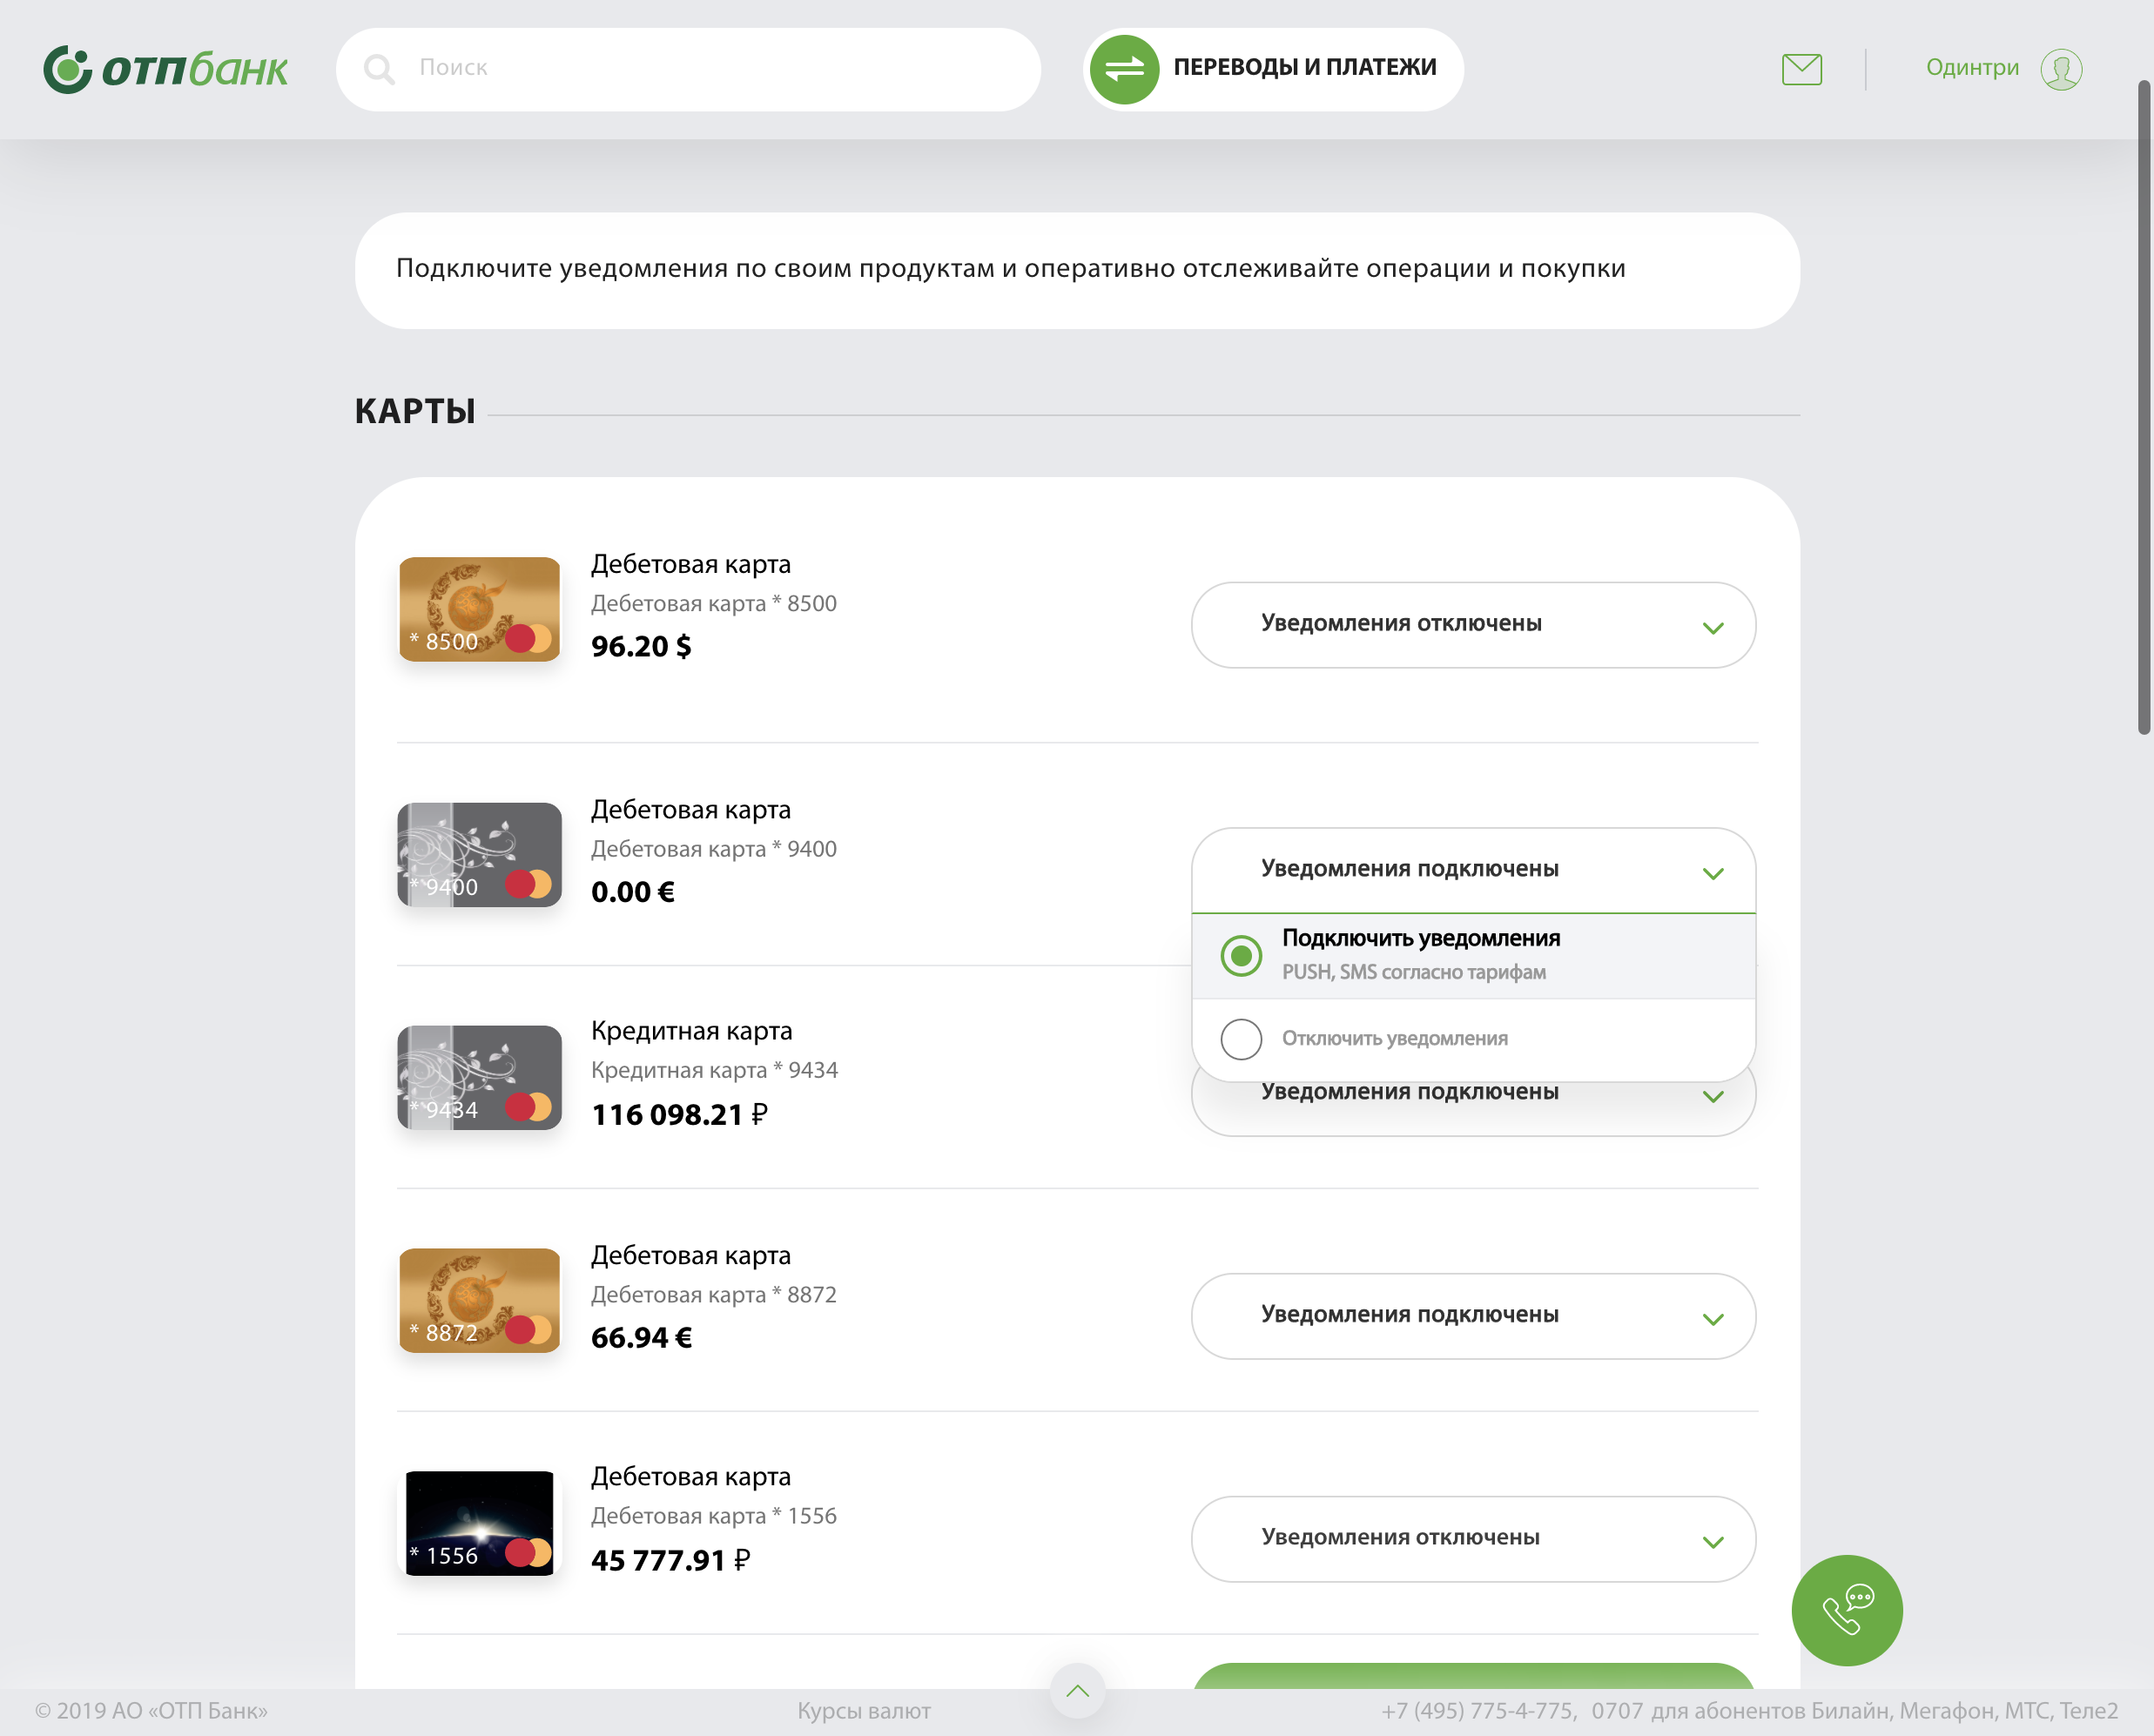 отпбанк
Поиск
ПЕРЕВОДЫ И ПЛАТЕЖИ
Одинтри
Подключите уведомления по своим продуктам и оперативно отслеживайте операции и покупки
КАРТЫ
* 8500
Дебетовая карта
Дебетовая карта * 8500
96.20 $
Уведомления отключены
* 9400
Дебетовая карта
Дебетовая карта * 9400
0.00 €
Уведомления подключены
Подключить уведомления
PUSH, SMS согласно тарифам
Отключить уведомления
* 9434
Кредитная карта
Кредитная карта * 9434
116 098.21 ₽
Уведомления подключены
* 8872
Дебетовая карта
Дебетовая карта * 8872
66.94 €
Уведомления подключены
* 1556
Дебетовая карта
Дебетовая карта * 1556
45 777.91 ₽
Уведомления отключены
© 2019 АО «ОТП Банк»
Курсы валют
+7 (495) 775-4-775, 0707 для абонентов Билайн, Мегафон, МТС, Теле2